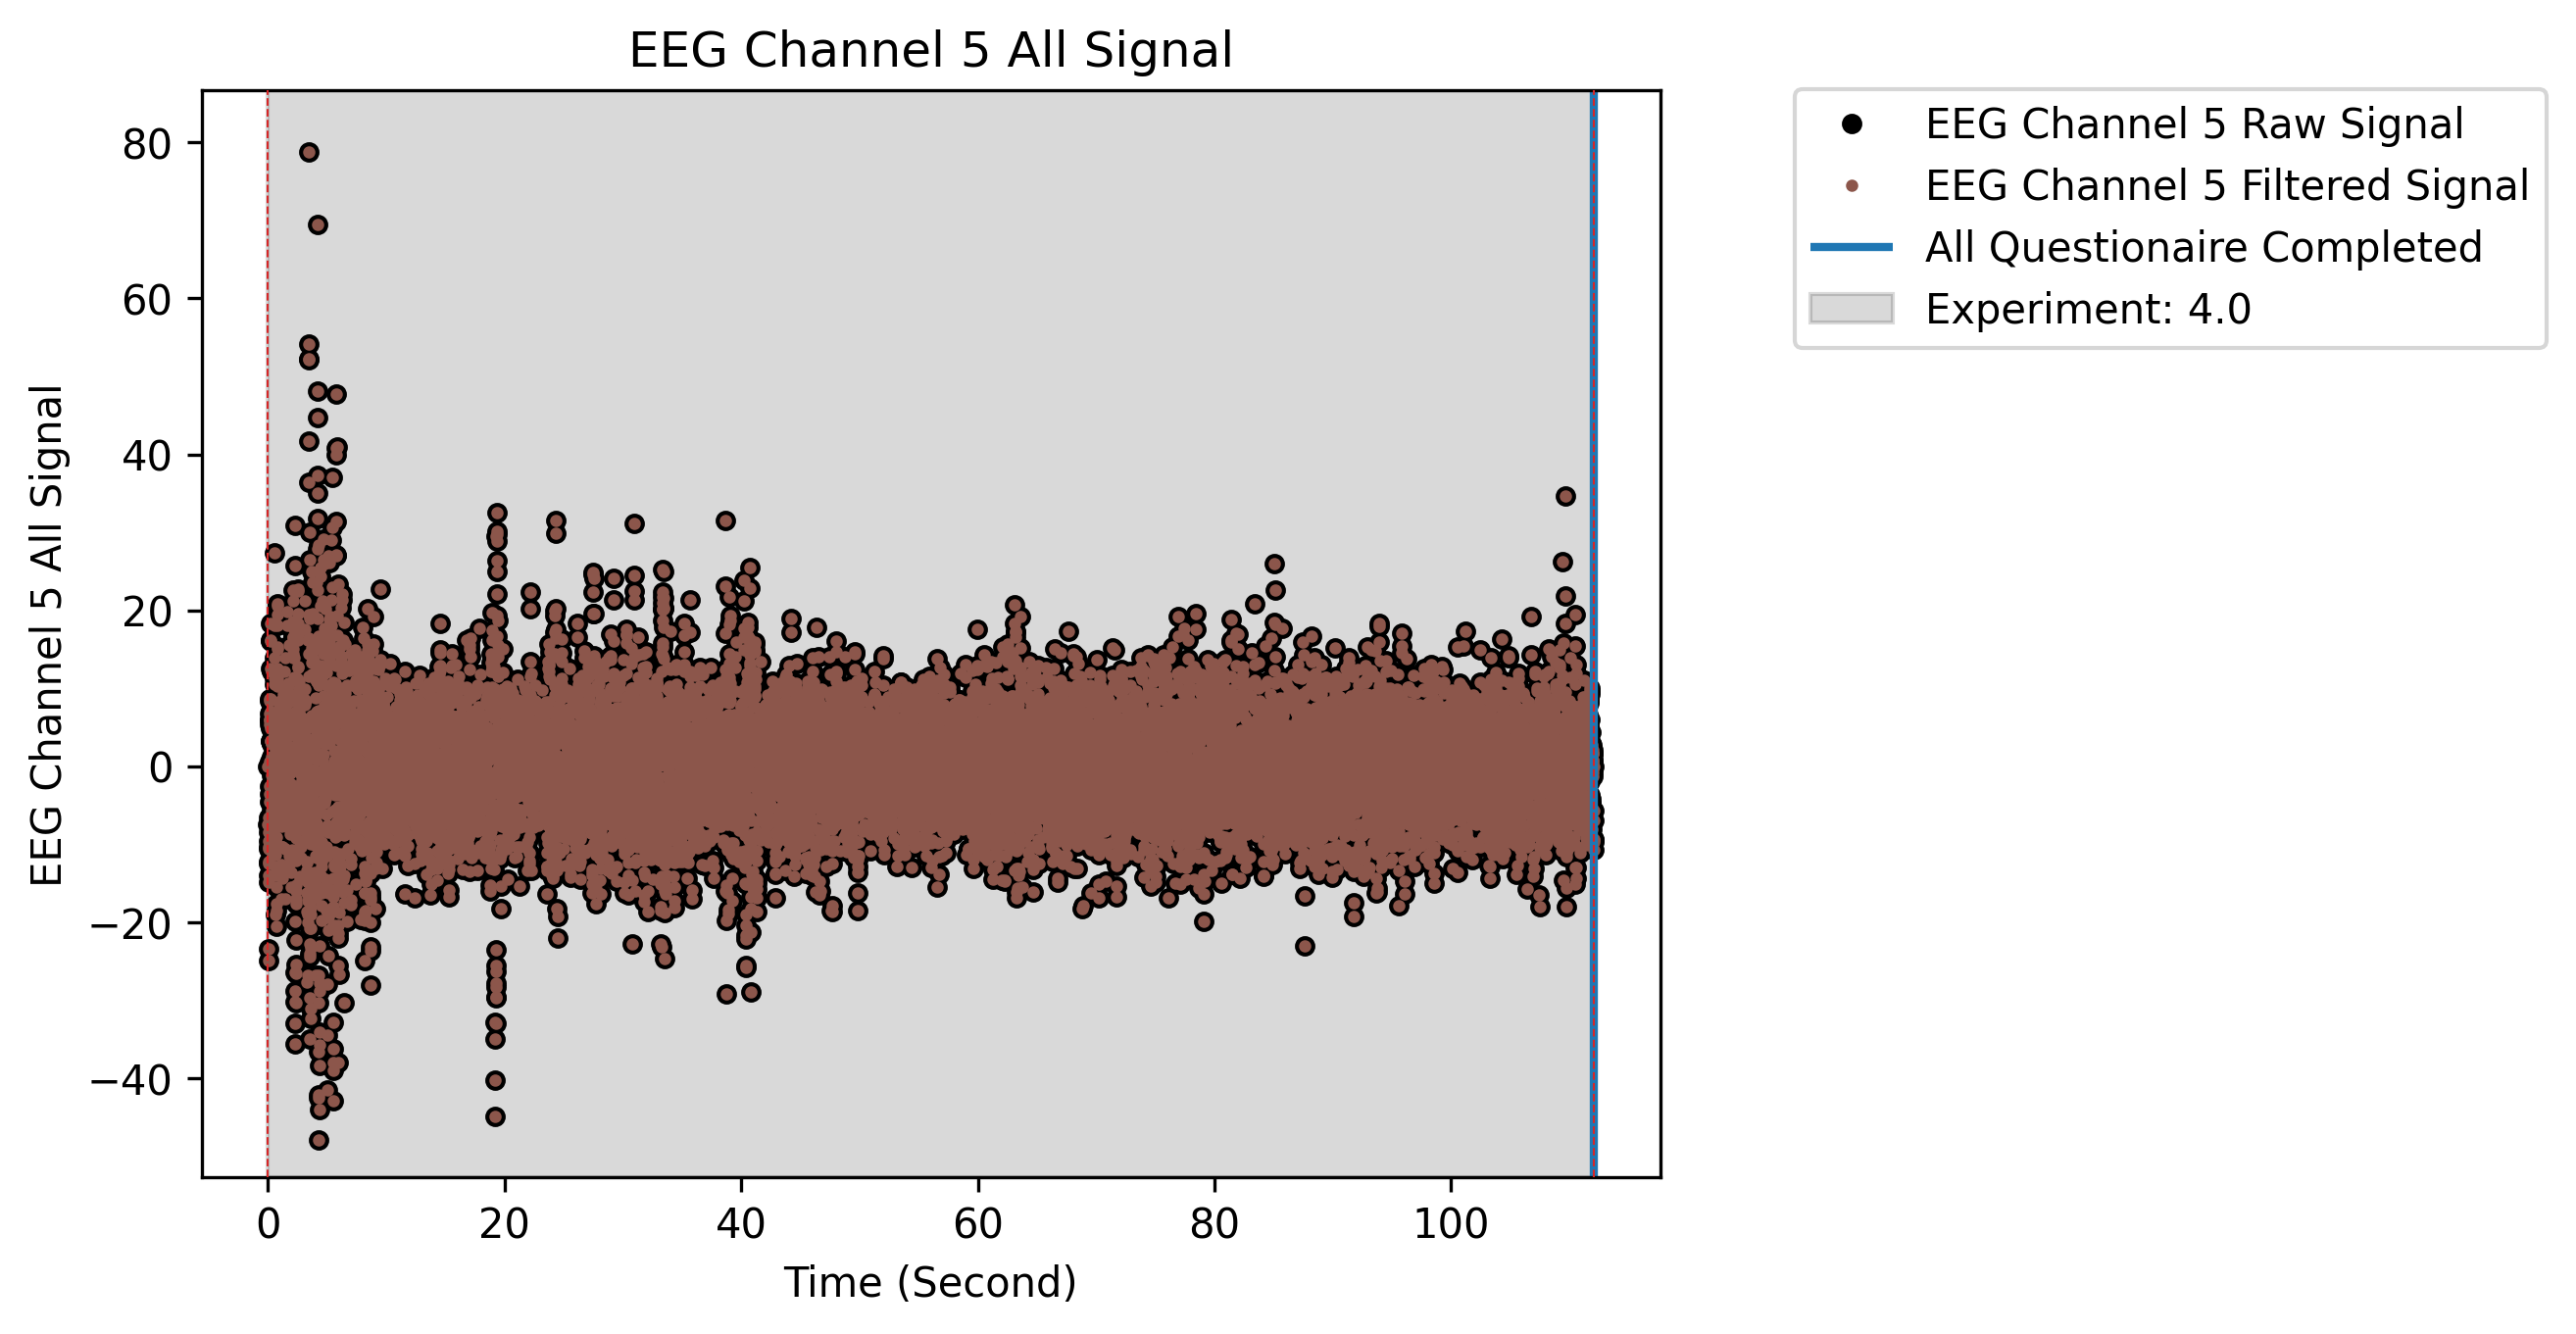 EEG Channel 5 All Signal
EEG Channel 5 Raw Signal
EEG Channel 5 Filtered Signal
All Questionaire Completed
Experiment: 4.0
EEG Channel 5 All Signal
80
60
40
20
0
−20
−40
0 20 40 60 80 100
Time (Second)